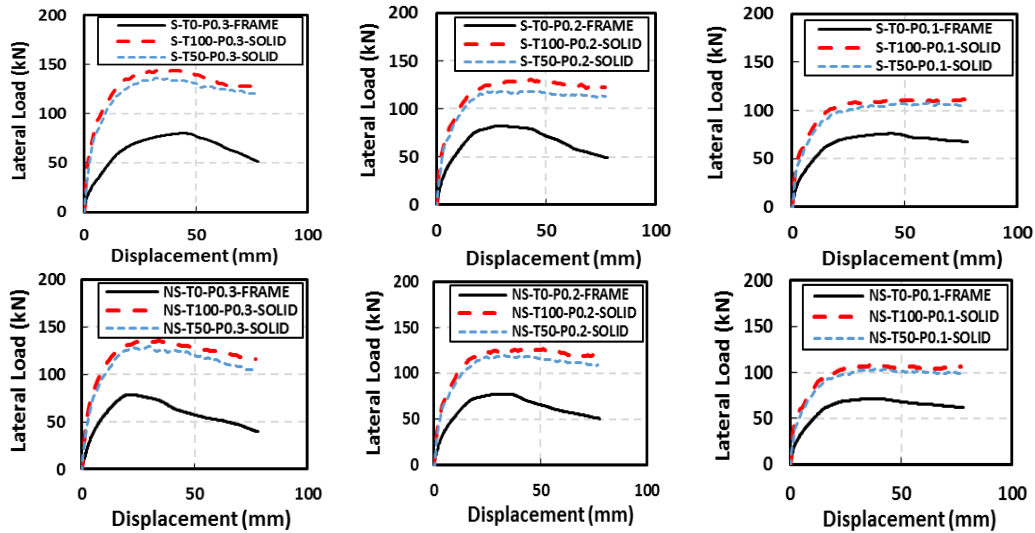 200
150
100
50
0
Lateral Load (kN)
S-T0-P0.3-FRAME
S-T100-P0.3-SOLID
S-T50-P0.3-SOLID
0
50
100
Displacement (mm)
200
150
100
50
0
Lateral Load (kN)
S-T0-P0.2-FRAME
S-T100-P0.2-SOLID
S-T50-P0.2-SOLID
0
50
100
Displacement (mm)
200
150
100
50
0
Lateral Load (kN)
S-T0-P0.1-FRAME
S-T100-P0.1-SOLID
S-T50-P0.1-SOLID
0
50
100
Displacement (mm)
200
150
100
50
0
Lateral Load (kN)
NS-T0-P0.3-FRAME
NS-T100-P0.3-SOLID
NS-T50-P0.3-SOLID
0
50
100
Displacement (mm)
200
150
100
50
0
Lateral Load (kN)
NS-T0-P0.2-FRAME
NS-T100-P0.2-SOLID
NS-T50-P0.2-SOLID
0
50
100
Displacement (mm)
200
150
100
50
0
Lateral Load (kN)
NS-T0-P0.1-FRAME
NS-T100-P0.1-SOLID
NS-T50-P0.1-SOLID
0
50
100
Displacement (mm)